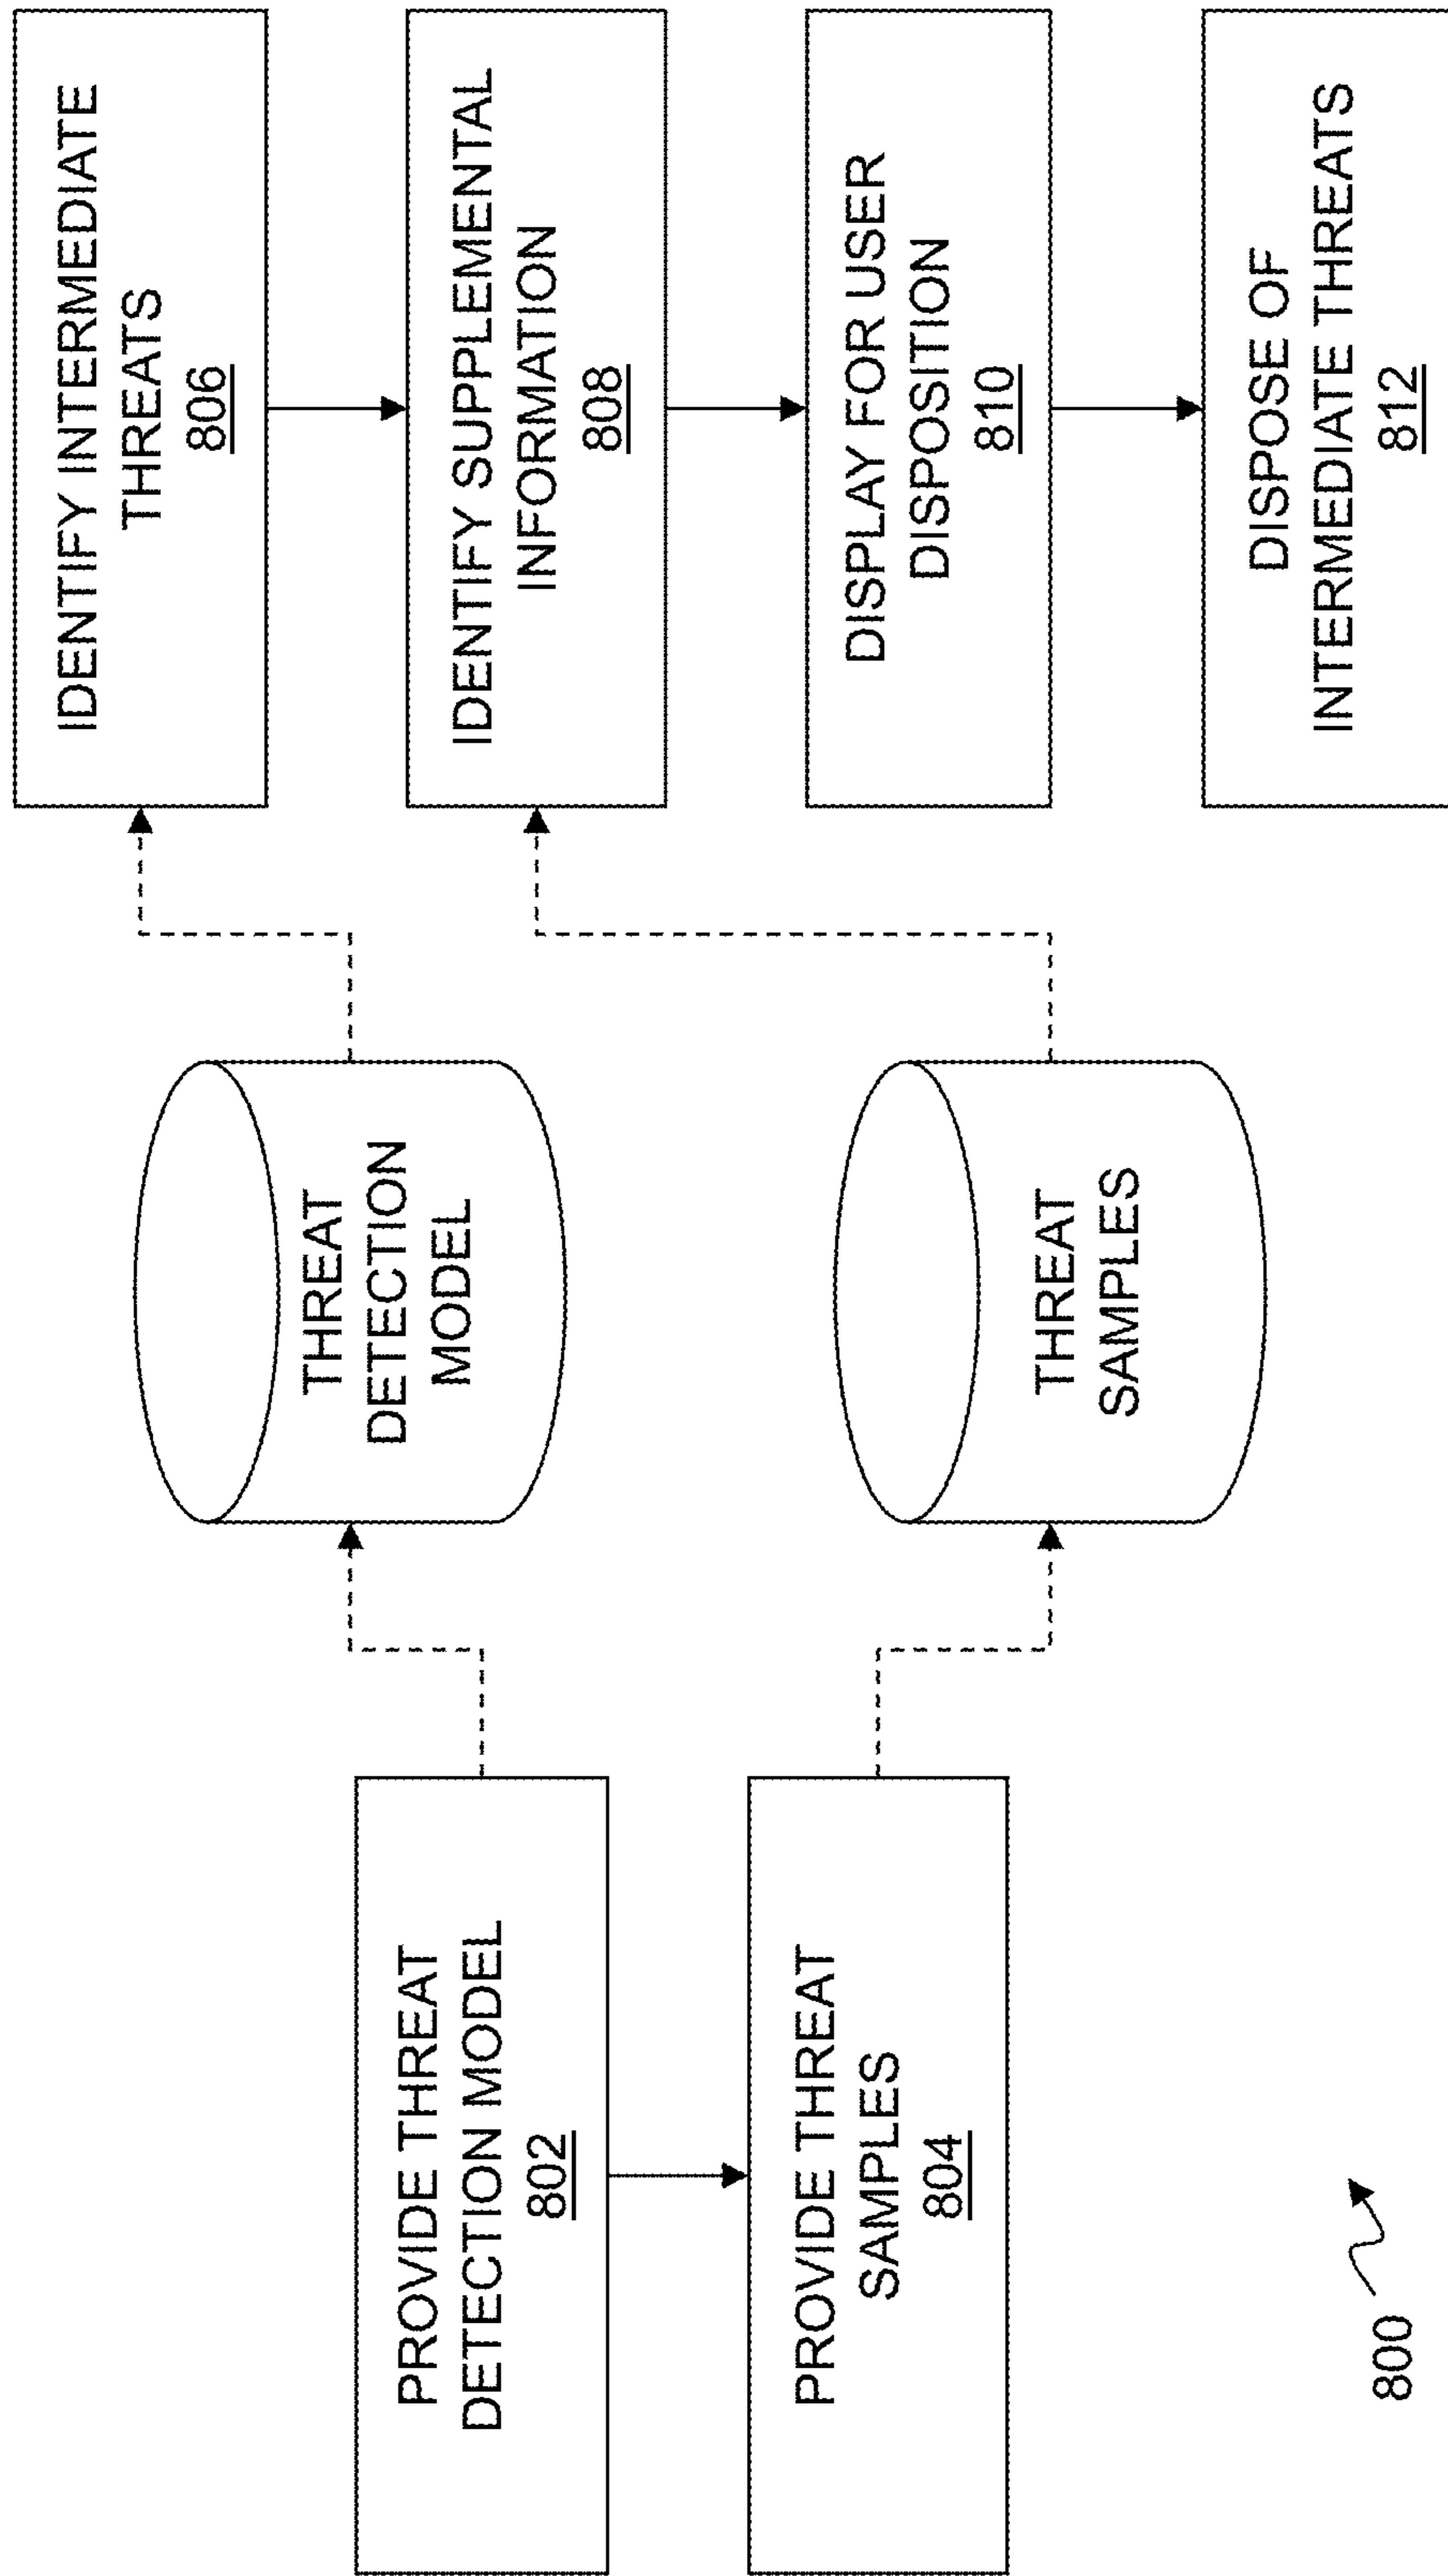 PROVIDE THREAT
DETECTION MODEL
802
PROVIDE THREAT
SAMPLES
804
THREAT
DETECTION
MODEL
THREAT
SAMPLES
IDENTIFY INTERMEDIATE
THREATS
806
IDENTIFY SUPPLEMENTAL
INFORMATION
808
DISPLAY FOR USER
DISPOSITION
810
DISPOSE OF
INTERMEDIATE THREATS
812
800